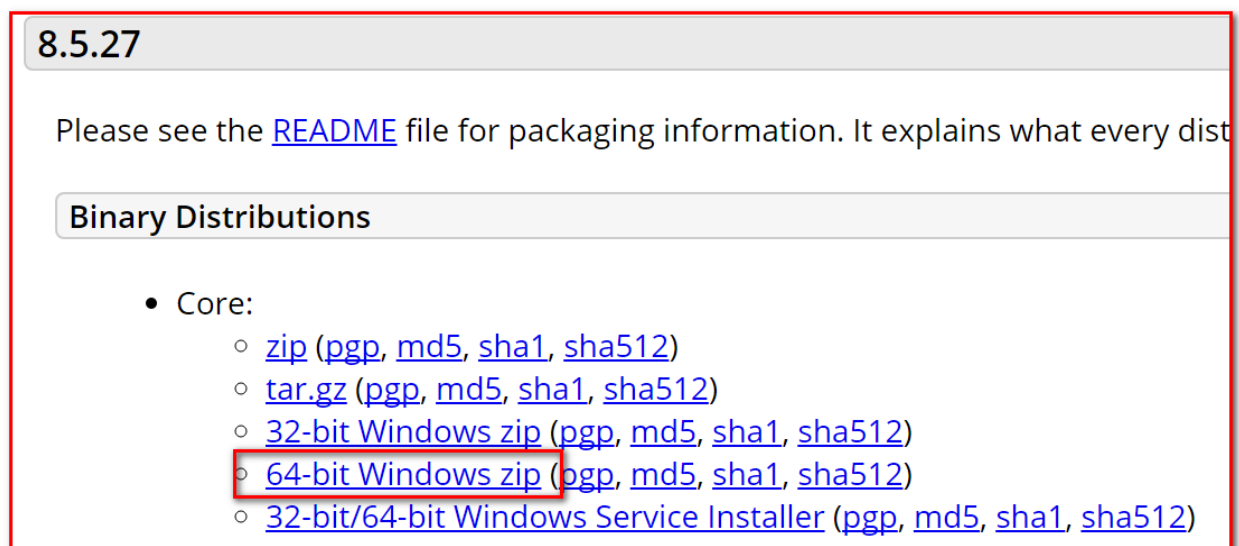 8.5.27
Please see the README file for packaging information. It explains what every dist
Binary Distributions
Core:
zip (pgp, md5, sha1, sha512)
tar.gz (pgp, md5, sha1, sha512)
32-bit Windows zip (pgp, md5, sha1, sha512)
64-bit Windows zip (pgp, md5, sha1, sha512)
32-bit/64-bit Windows Service Installer (pgp, md5, sha1, sha512)